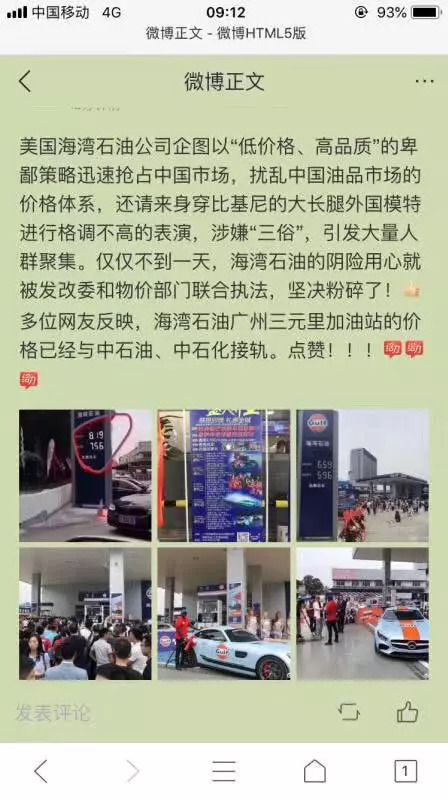 中国移动 4G 09:12 93%
微博正文 - 微博HTML5版
微博正文
美国海湾石油公司企图以“低价格、高品质”的卑
鄙策略迅速抢占中国市场，扰乱中国油品市场的
价格体系，还请来身穿比基尼的大长腿外国模特
进行格调不高的表演，涉嫌“三俗”，引发大量人
群聚集。仅仅不到一天，海湾石油的阴险用心就
被发改委和物价部门联合执法，坚决粉碎了！
多位网友反映，海湾石油广州三元里加油站的价
格已经与中石油、中石化接轨。点赞！！！
819
756
Gulf
海湾石油
659
596
Gulf
发表评论
1